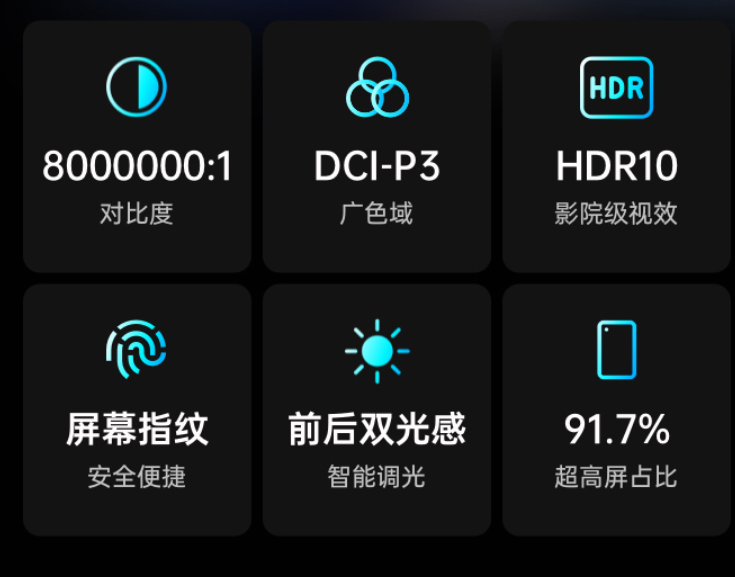 HDR
8000000:1
DCI-P3
HDR10
对比度
广色域
影院级视效
屏幕指纹
前后双光感
91.7%
安全便捷
智能调光
超高屏占比